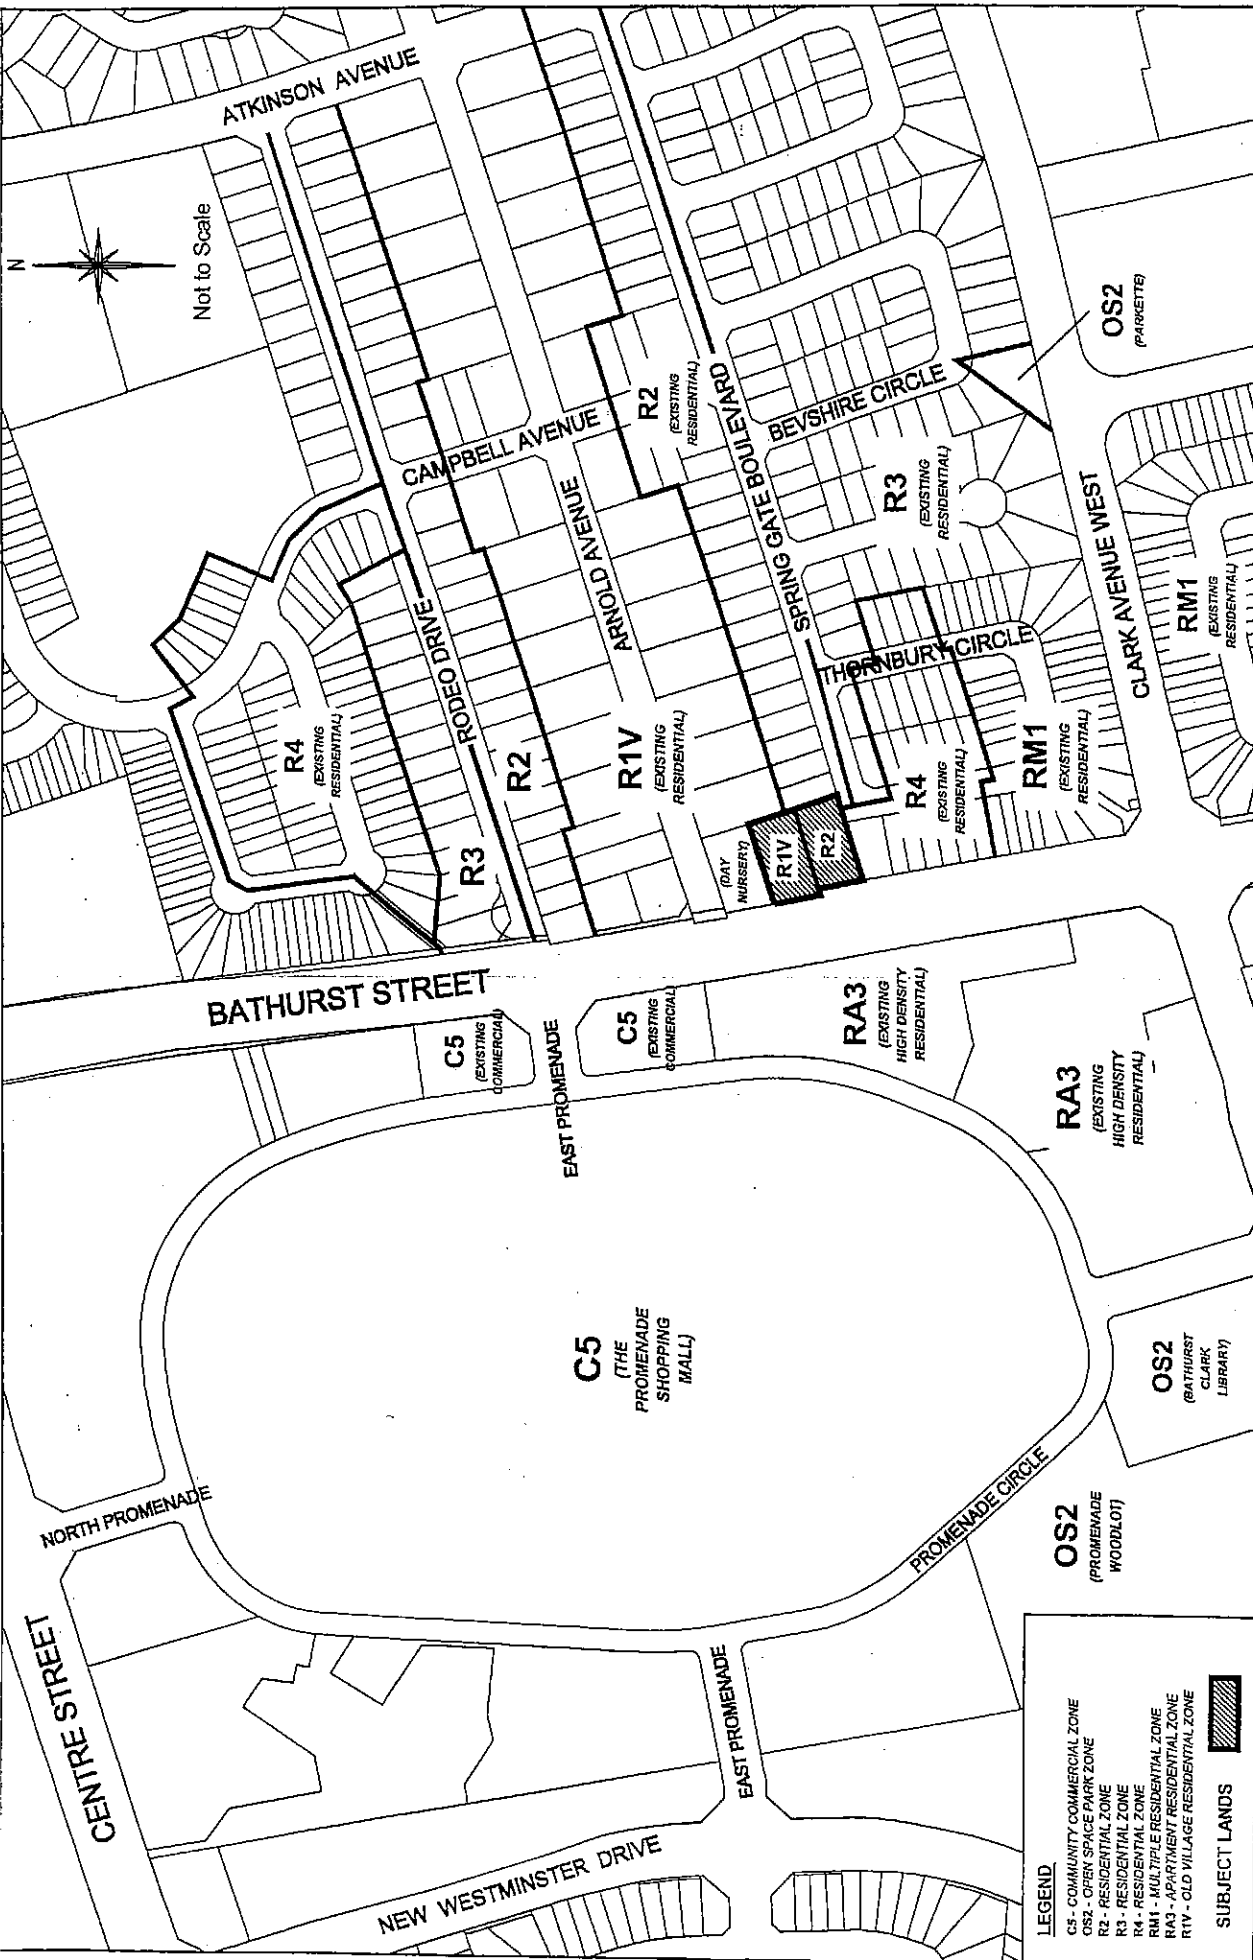 N
Not to Scale
ATKINSON AVENUE
CENTRE STREET
NORTH PROMENADE
NEW WESTMINSTER DRIVE
EAST PROMENADE
PROMENADE CIRCLE
C5
(THE
PROMENADE
SHOPPING
MALL)
EAST PROMENADE
BATHURST STREET
C5
(EXISTING
COMMERCIAL)
C5
(EXISTING
COMMERCIAL)
RA3
(EXISTING
HIGH DENSITY
RESIDENTIAL)
RA3
(EXISTING
HIGH DENSITY
RESIDENTIAL)
OS2
(BATHURST
CLARK
LIBRARY)
OS2
(PROMENADE
WOODLOT)
R4
(EXISTING
RESIDENTIAL)
R3
RODEO DRIVE
R2
CAMPBELL AVENUE
ARNOLD AVENUE
R1V
(EXISTING
RESIDENTIAL)
(DAY
NURSERY)
R1V
R2
R2
(EXISTING
RESIDENTIAL)
SPRING GATE BOULEVARD
BEVSHIRE CIRCLE
THORNBURY CIRCLE
R3
(EXISTING
RESIDENTIAL)
R4
(EXISTING
RESIDENTIAL)
RM1
(EXISTING
RESIDENTIAL)
CLARK AVENUE WEST
RM1
(EXISTING
RESIDENTIAL)
OS2
(PARKETTE)
LEGEND
C5 - COMMUNITY COMMERCIAL ZONE
OS2 - OPEN SPACE PARK ZONE
R2 - RESIDENTIAL ZONE
R3 - RESIDENTIAL ZONE
R4 - RESIDENTIAL ZONE
RM1 - MULTIPLE RESIDENTIAL ZONE
RA3 - APARTMENT RESIDENTIAL ZONE
R1V - OLD VILLAGE RESIDENTIAL ZONE
SUBJECT LANDS